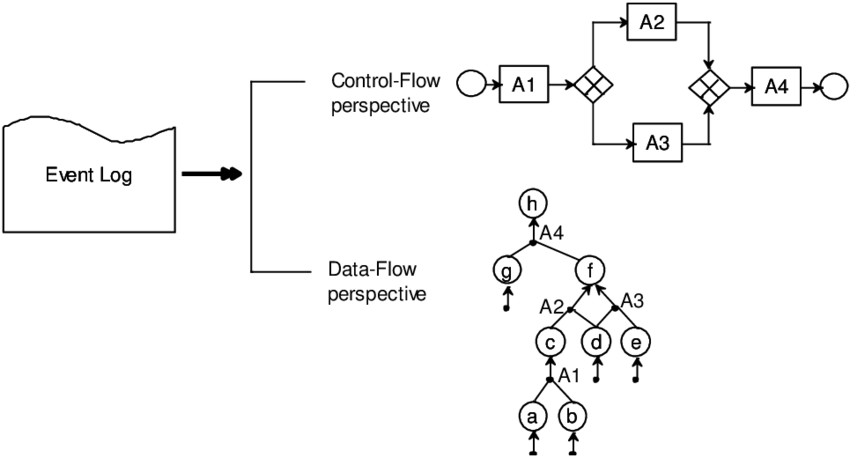 Event Log
Control-Flow
perspective
A1
A2
A3
A4
Data-Flow
perspective
h
A4
g
f
A2
A3
c
d
e
A1
a
b